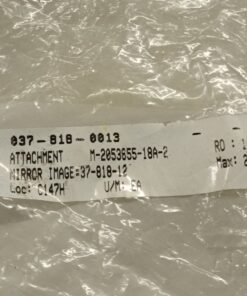 037-818-0013
ATTACHMENT M-2053655-18A-2 RO: 1
MIRROR IMAGE=37-818-12 Max: 2
Loc: C147H U/M: EA